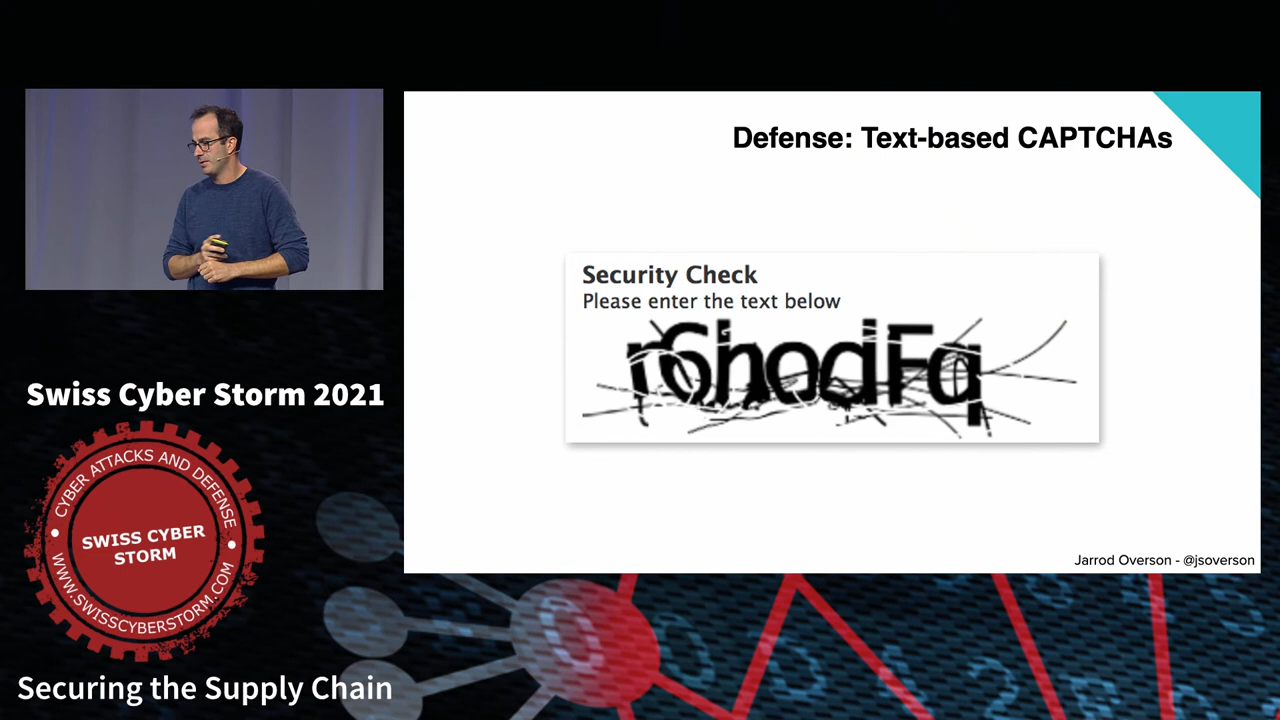 Defense: Text-based CAPTCHAs
Security Check
Please enter the text below
Jarrod Overson - @jsoverson
Swiss Cyber Storm 2021
CYBER ATTACKS AND DEFENSE
SWISS CYBER
STORM
WWW.SWISSCYBERSTORM.COM
Securing the Supply Chain